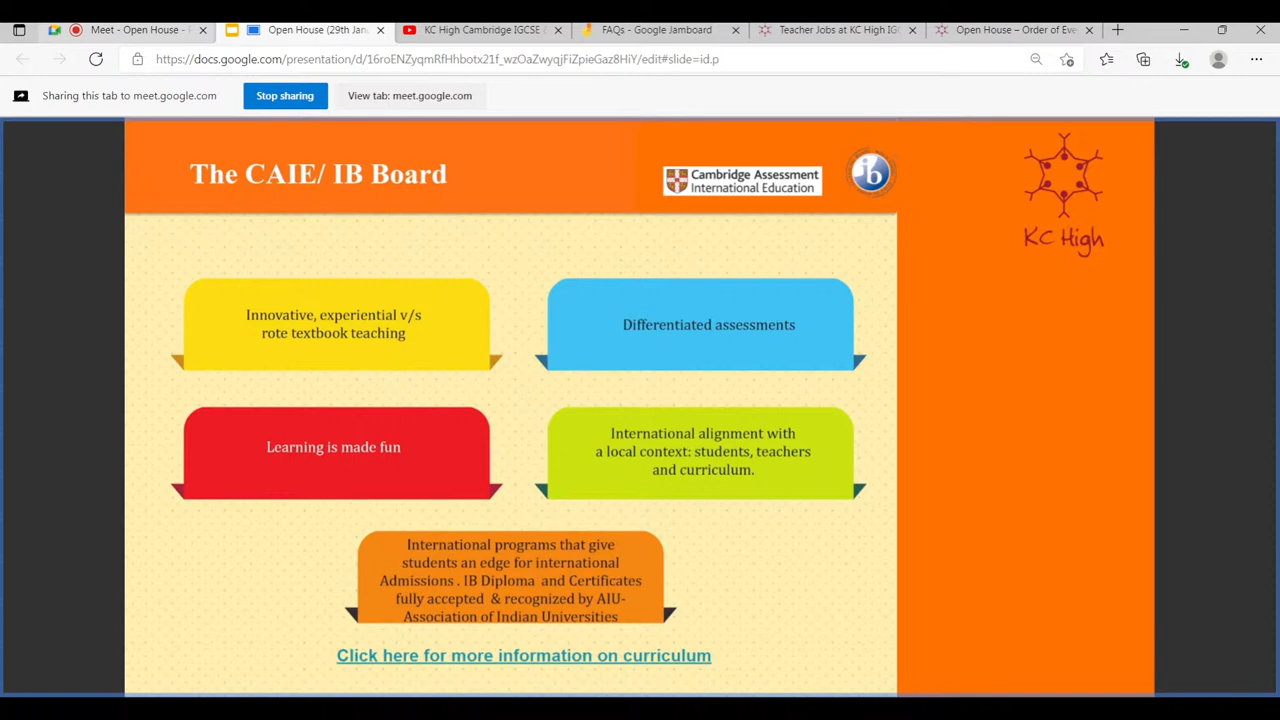 Meet - Open House -
Open House (29th Janu
KC High Cambridge IGCSE &
FAQs - Google Jamboard
Teacher Jobs at KC High IGC
Open House – Order of Eve
https://docs.google.com/presentation/d/16roENZyqmRfHhbotx21f_wzOaZwyqjFiZpieGaz8HiY/edit#slide=id.p
Sharing this tab to meet.google.com
Stop sharing
View tab: meet.google.com
The CAIE/ IB Board
Cambridge Assessment
International Education
ib
KC High
Innovative, experiential v/s
rote textbook teaching
Differentiated assessments
Learning is made fun
International alignment with
a local context: students, teachers
and curriculum.
International programs that give
students an edge for international
Admissions . IB Diploma and Certificates
fully accepted & recognized by AIU-
Association of Indian Universities
Click here for more information on curriculum